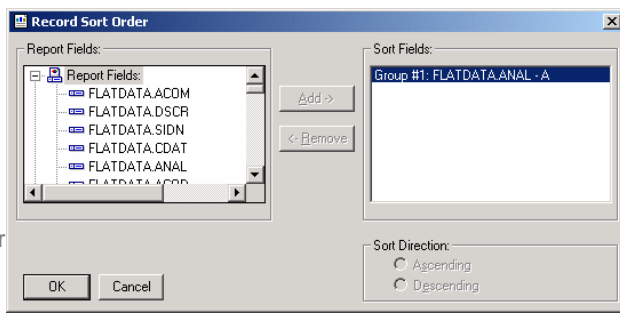 Record Sort Order
Report Fields:
Report Fields:
FLATDATA.ACOM
FLATDATA.DSCR
FLATDATA.SIDN
FLATDATA.CDAT
FLATDATA.ANAL
Add ->
<- Remove
Sort Fields:
Group #1: FLATDATA.ANAL - A
Sort Direction:
Ascending
Descending
r
OK
Cancel